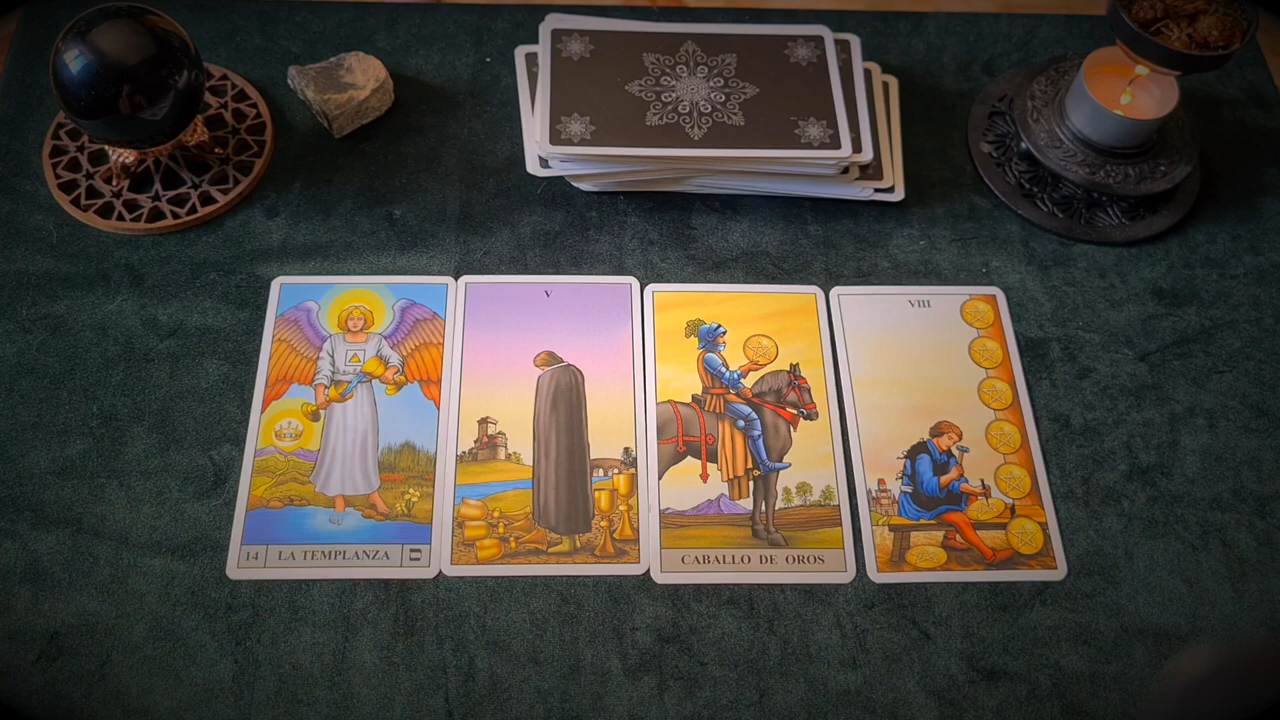 14 LA TEMPLANZA ס
V
CABALLO DE OROS
VIII